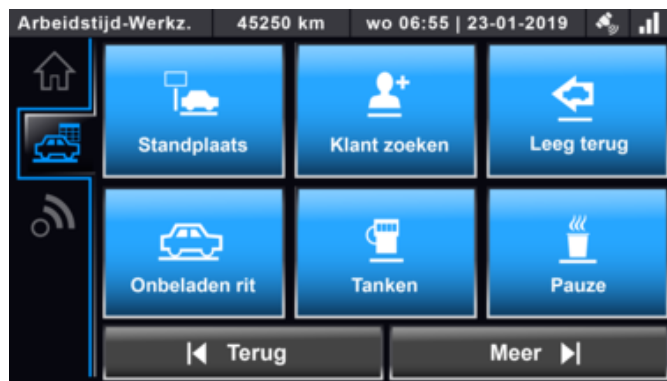 Arbeidstijd-Werkz. 45250 km wo 06:55 | 23-01-2019
Standplaats Klant zoeken Leeg terug
Onbeladen rit Tanken Pauze
Terug Meer